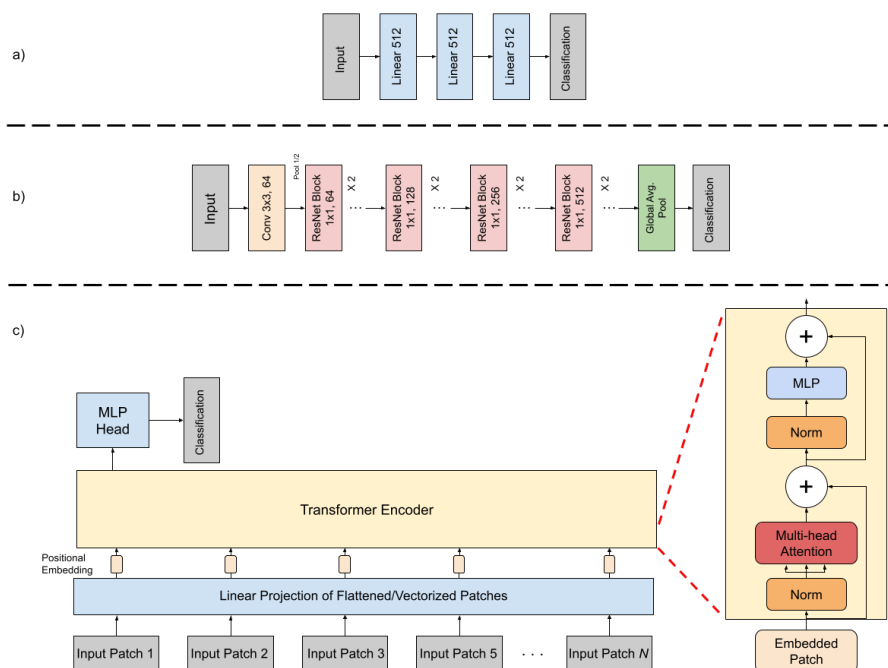 a)
Input
Linear 512
Linear 512
Linear 512
Classification
b)
Input
Conv 3x3, 64
Pool 1/2
ResNet Block
1x1, 64
X 2
. . .
ResNet Block
1x1, 128
X 2
. . .
ResNet Block
1x1, 256
X 2
. . .
ResNet Block
1x1, 512
X 2
. . .
Global Avg.
Pool
Classification
c)
MLP
Head
Classification
Transformer Encoder
Positional
Embedding
Linear Projection of Flattened/Vectorized Patches
Input Patch 1
Input Patch 2
Input Patch 3
Input Patch 5
. . .
Input Patch N
+
MLP
Norm
+
Multi-head
Attention
Norm
Embedded
Patch